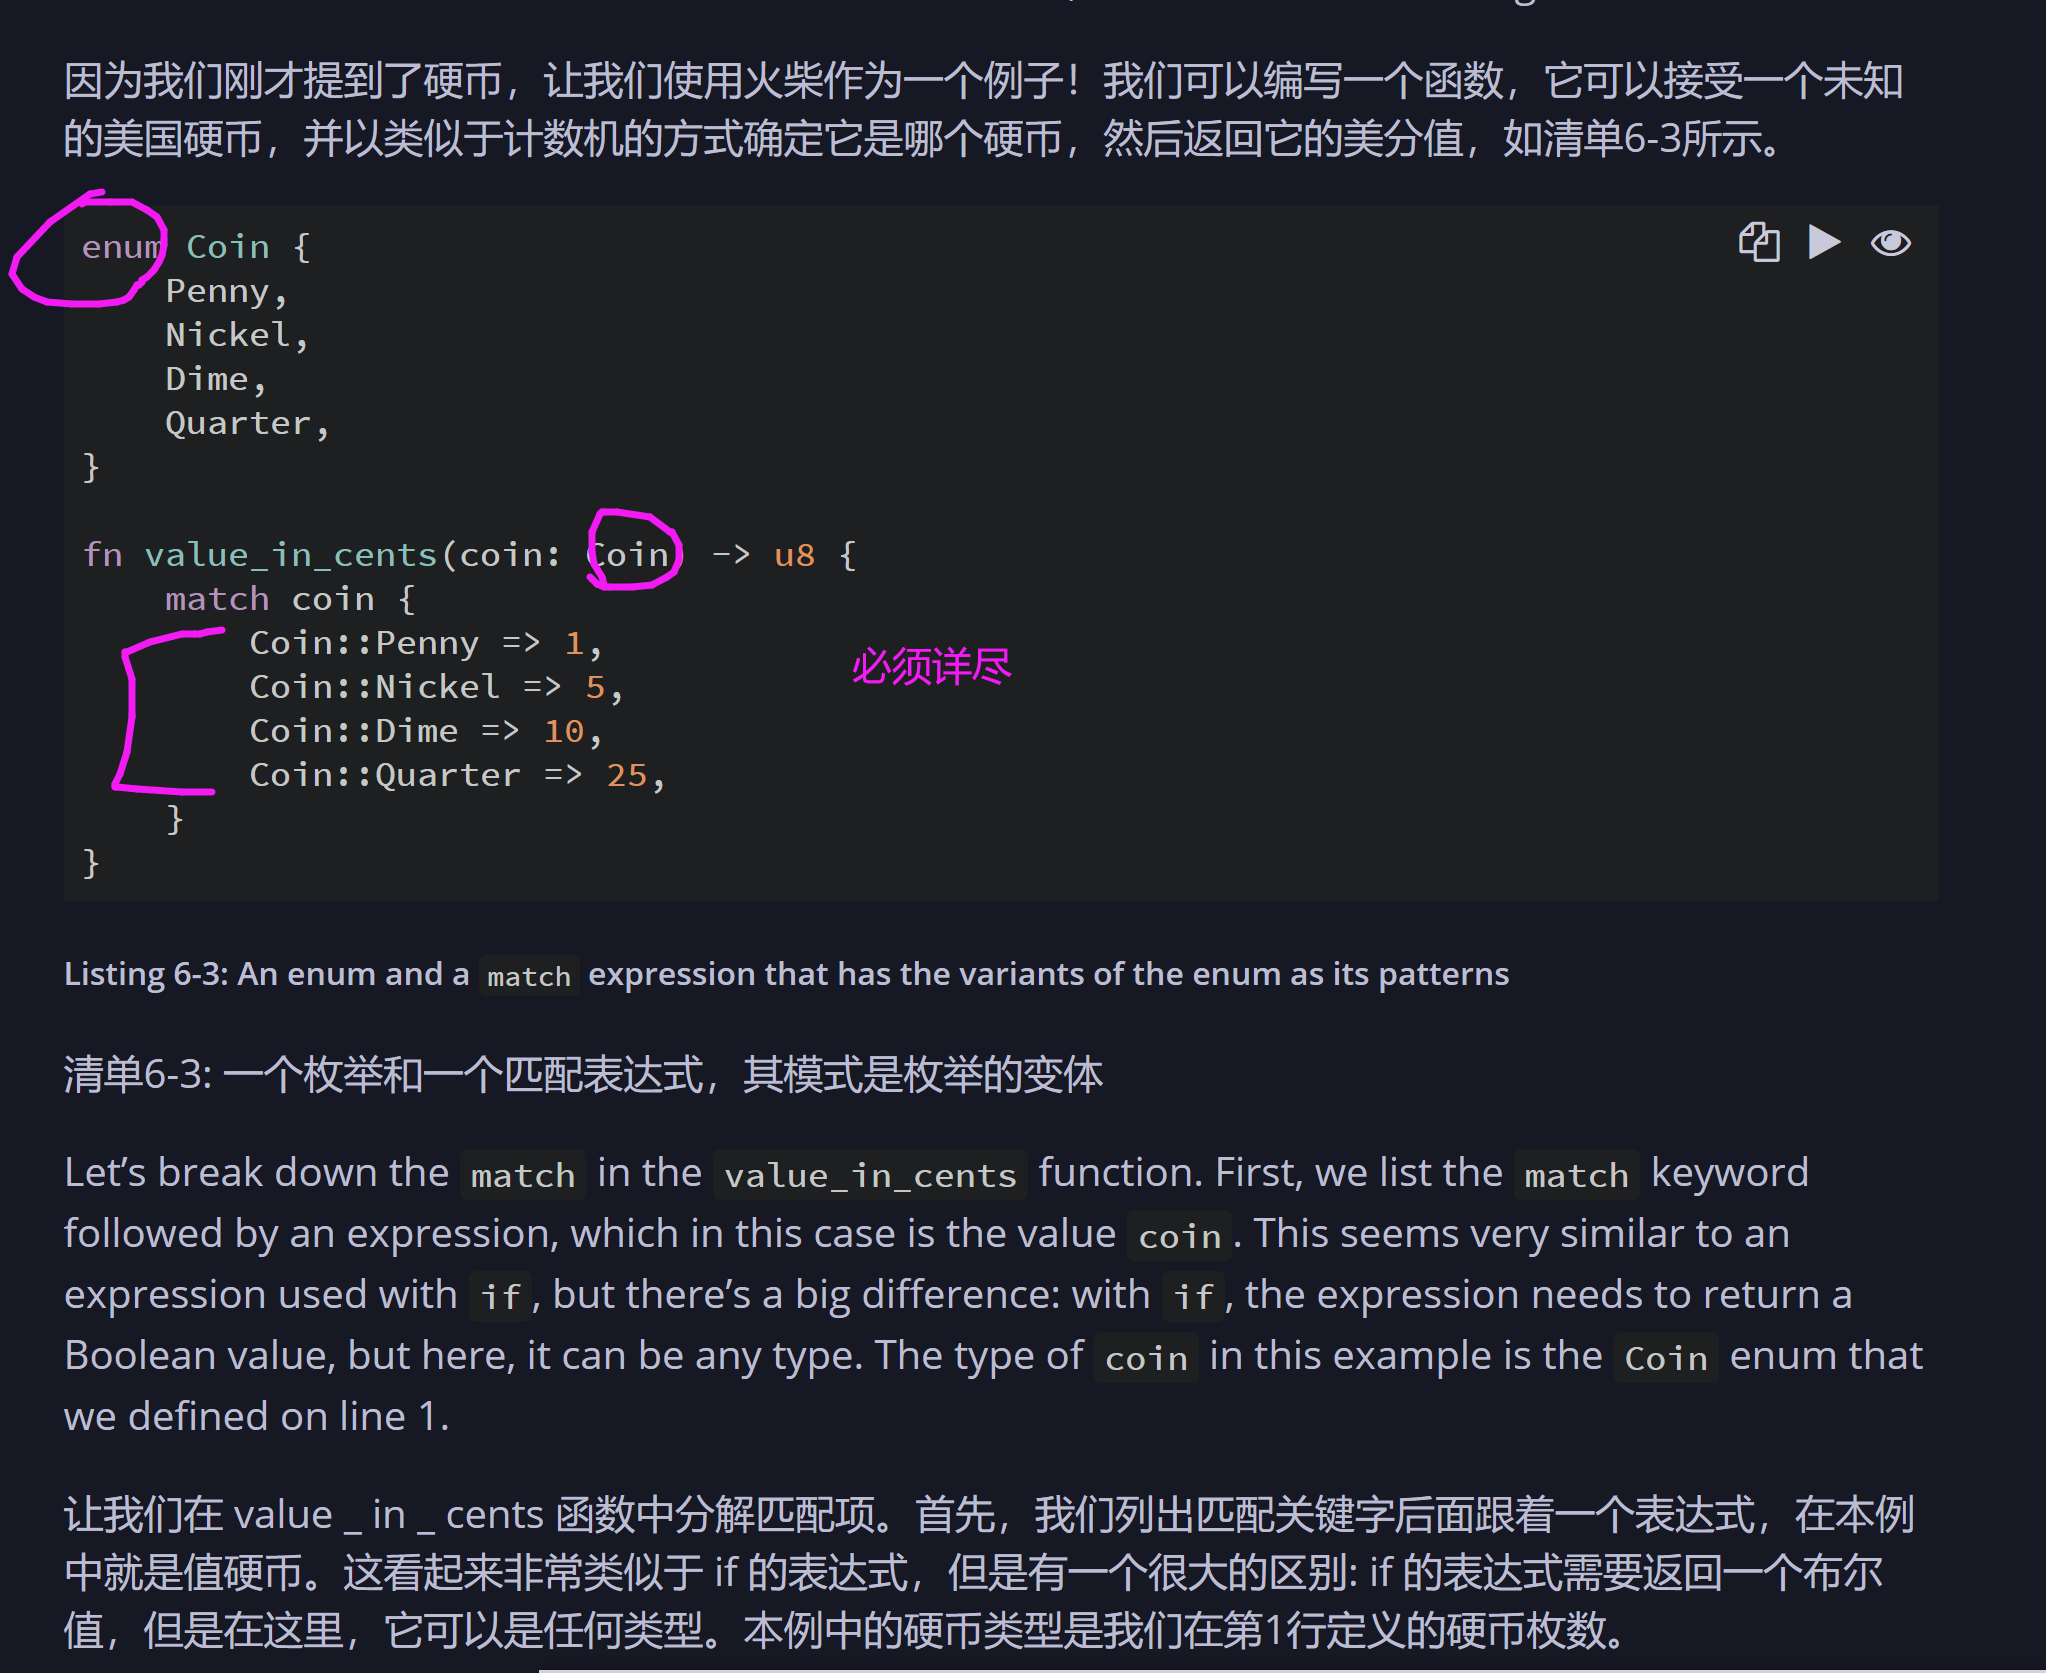 因为我们刚才提到了硬币，让我们使用火柴作为一个例子！我们可以编写一个函数，它可以接受一个未知
的美国硬币，并以类似于计数机的方式确定它是哪个硬币，然后返回它的美分值，如清单6-3所示。
enum Coin {
    Penny,
    Nickel,
    Dime,
    Quarter,
}
fn value_in_cents(coin: Coin) -> u8 {
    match coin {
        Coin::Penny => 1,
必须详尽
        Coin::Nickel => 5,
        Coin::Dime => 10,
        Coin::Quarter => 25,
    }
}
Listing 6-3: An enum and a match expression that has the variants of the enum as its patterns
清单6-3: 一个枚举和一个匹配表达式，其模式是枚举的变体
Let’s break down the match in the value_in_cents function. First, we list the match keyword
followed by an expression, which in this case is the value coin. This seems very similar to an
expression used with if, but there’s a big difference: with if, the expression needs to return a
Boolean value, but here, it can be any type. The type of coin in this example is the Coin enum that
we defined on line 1.
让我们在 value _ in _ cents 函数中分解匹配项。首先，我们列出匹配关键字后面跟着一个表达式，在本例
中就是值硬币。这看起来非常类似于 if 的表达式，但是有一个很大的区别: if 的表达式需要返回一个布尔
值，但是在这里，它可以是任何类型。本例中的硬币类型是我们在第1行定义的硬币枚数。